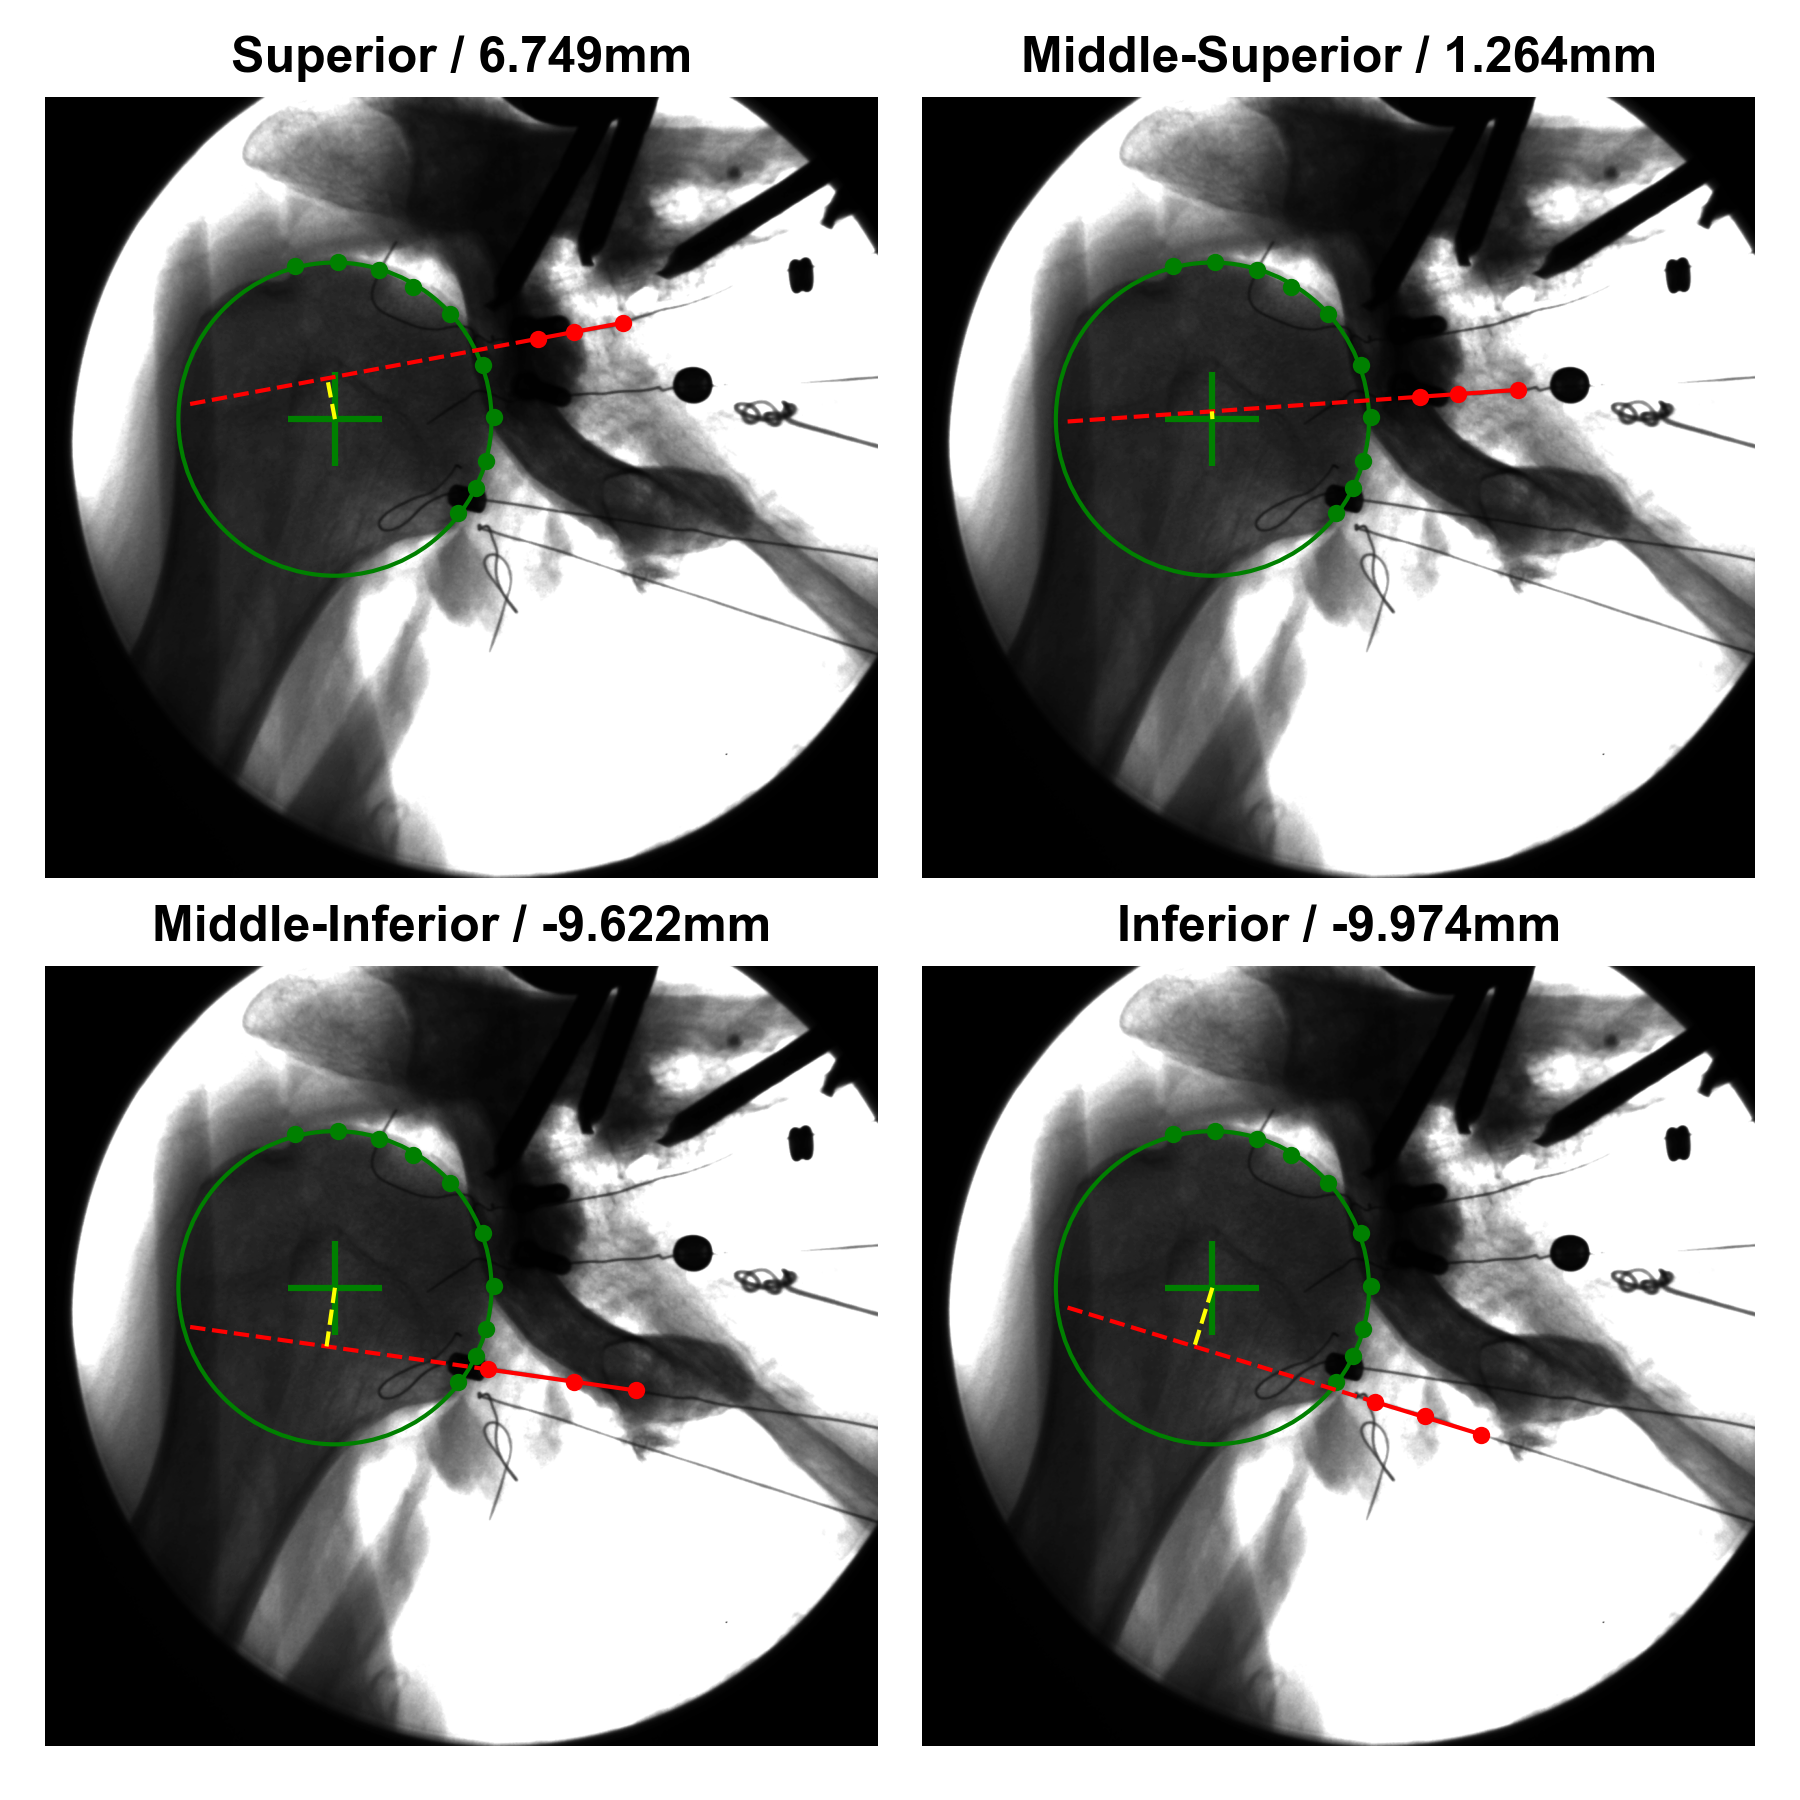 Superior / 6.749mm
Middle-Superior / 1.264mm
Middle-Inferior / -9.622mm
Inferior / -9.974mm